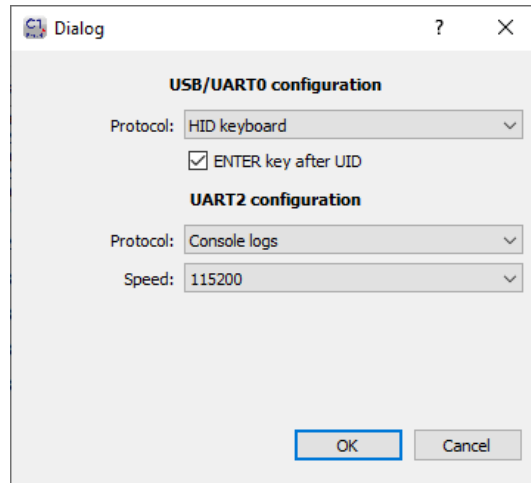 Dialog ?
USB/UART0 configuration
Protocol: HID keyboard
ENTER key after UID
UART2 configuration
Protocol: Console logs
Speed: 115200
OK Cancel